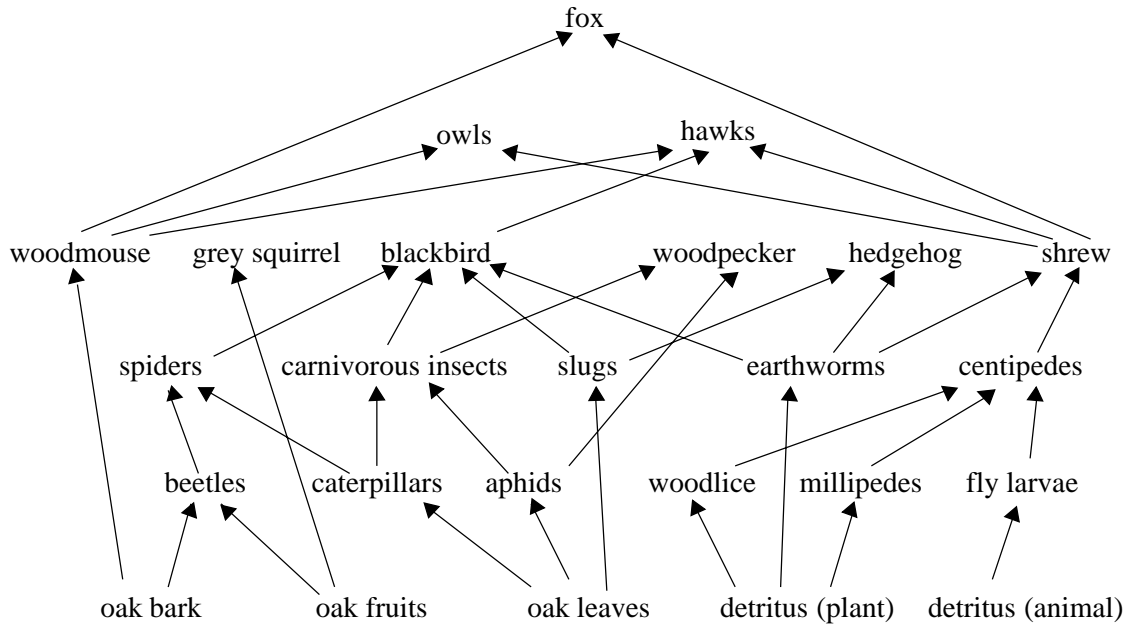 fox
owls hawks
woodmouse grey squirrel blackbird woodpecker hedgehog shrew
spiders carnivorous insects slugs earthworms centipedes
beetles caterpillars aphids woodlice millipedes fly larvae
oak bark oak fruits oak leaves detritus (plant) detritus (animal)